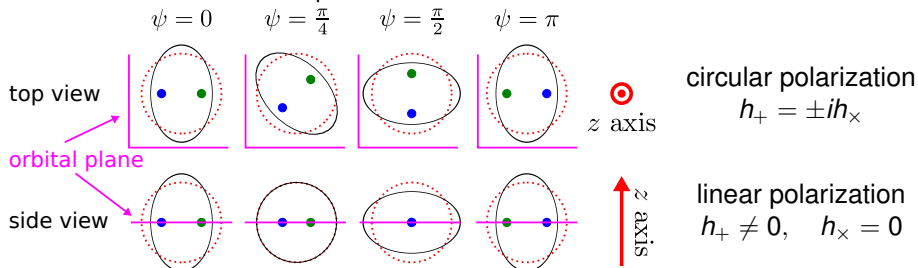 ψ = 0 ψ = π/4 ψ = π/2 ψ = π
top view
z axis
circular polarization
h₊ = ±ih×
orbital plane
side view
z axis
linear polarization
h₊ ≠ 0, h× = 0